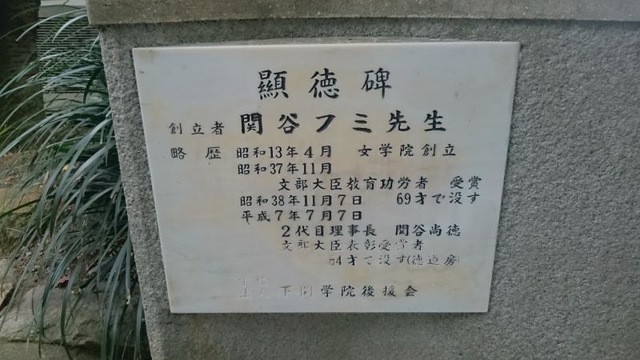 顯徳碑
創立者 関谷フミ先生
略歴 昭和13年4月 女学院創立
昭和37年11月
文部大臣教育功労者 受賞
昭和38年11月7日 69才で没す
平成7年7月7日
2代目理事長 関谷尚徳
文部大臣表彰受賞者
4才で没す
下関学院後援会